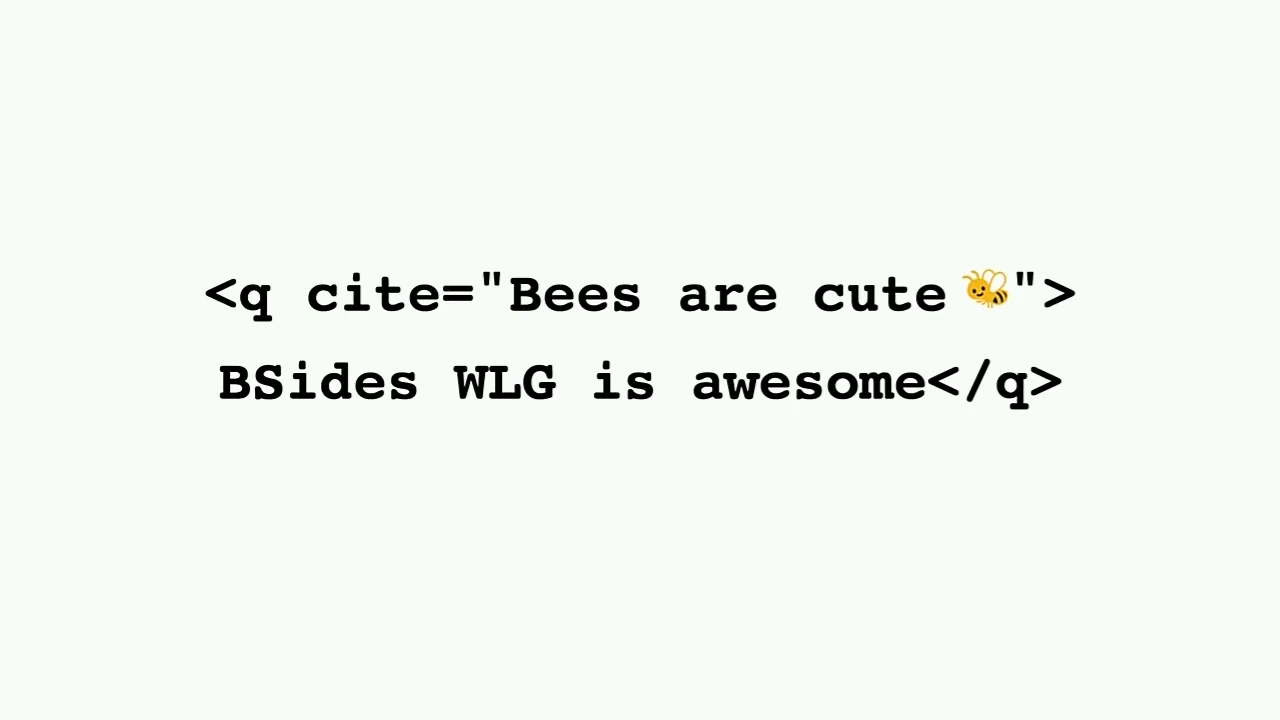 <q cite="Bees are cute 🐝">
BSides WLG is awesome</q>